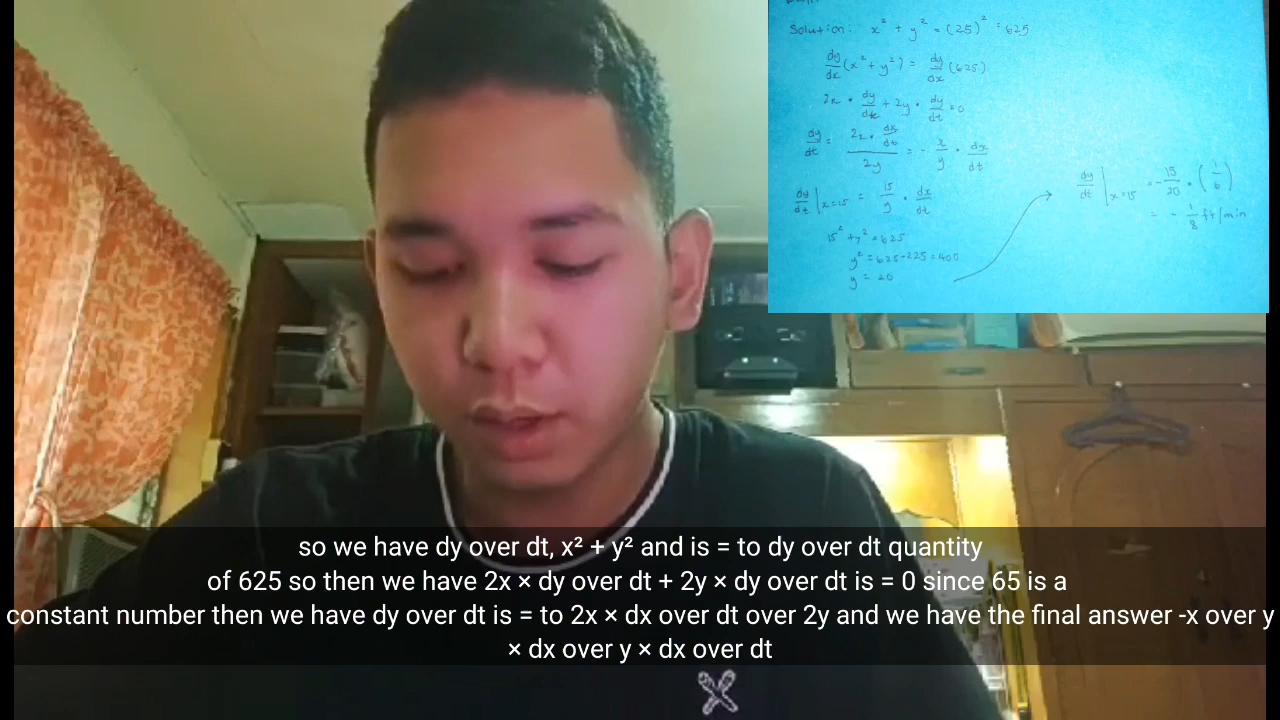 Solution: x² + y² = (25)² = 625
dy/dx (x² + y²) = dy/dx (625)
2x • dy/dx + 2y • dy/dt = 0
dy/dt = 2x • dx/dt / 2y = - x/y • dx/dt
dy/dt | x=15 = 15/y • dx/dt
15² + y² = 625
y² = 625-225 = 400
y = 20
dy/dt | x=15 = - 15/20 • (1/6)
= - 1/8 ft/min
so we have dy over dt, x² + y² and is = to dy over dt quantity
of 625 so then we have 2x × dy over dt + 2y × dy over dt is = 0 since 65 is a
constant number then we have dy over dt is = to 2x × dx over dt over 2y and we have the final answer -x over y
× dx over y × dx over dt